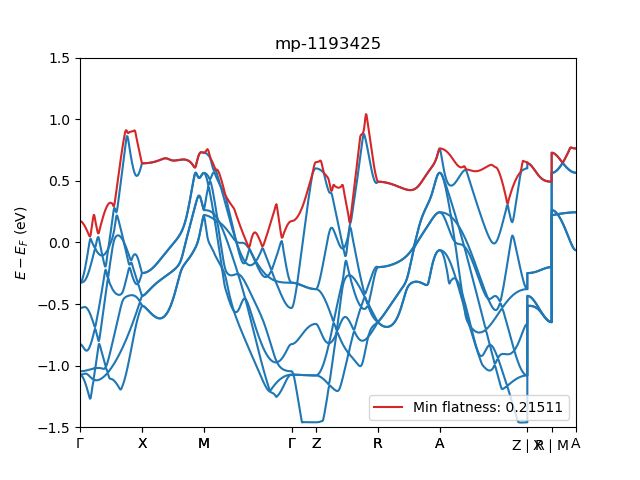 mp-1193425
E − E_F (eV)
1.5
1.0
0.5
0.0
−0.5
−1.0
−1.5
Min flatness: 0.21511
Γ X M Γ Z R A Z | X R | M A